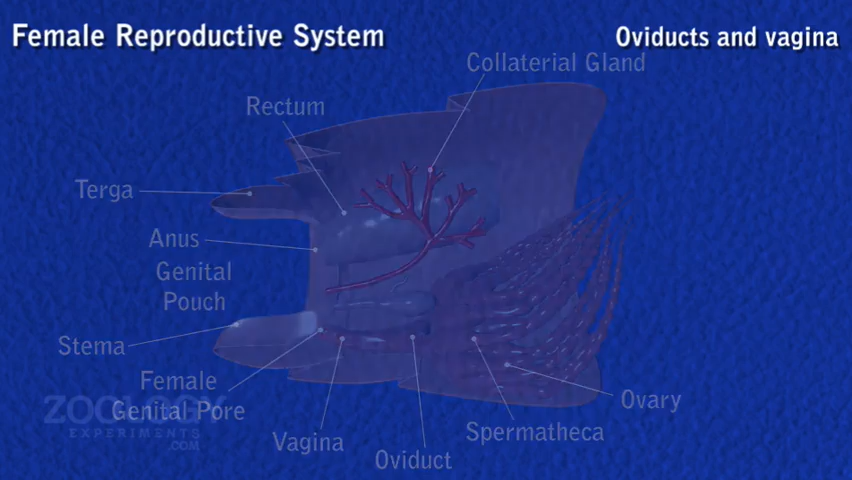 Female Reproductive System
Oviducts and vagina
Collaterial Gland
Rectum
Terga
Anus
Genital
Pouch
Stema
Female
Genital Pore
Vagina
Oviduct
Spermatheca
Ovary
ZOOLOGY
EXPERIMENTS
.COM